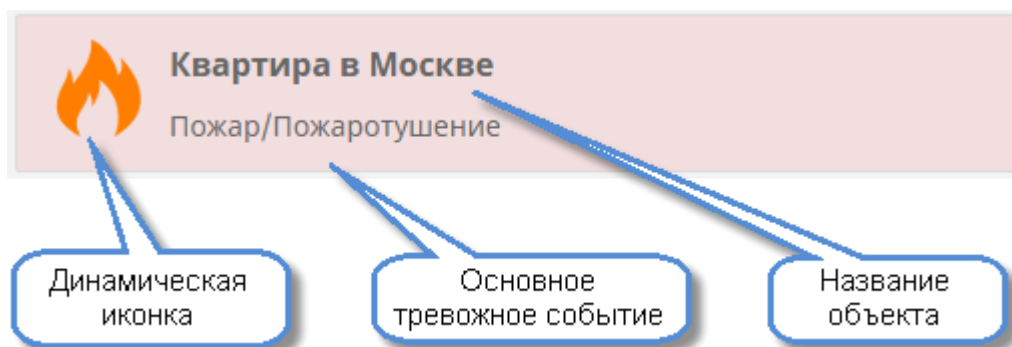 Квартира в Москве
Пожар/Пожаротушение
Динамическая
иконка
Основное
тревожное событие
Название
объекта